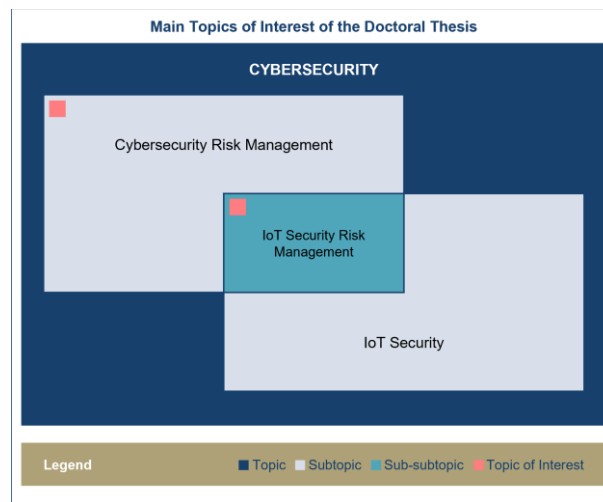 Main Topics of Interest of the Doctoral Thesis
CYBERSECURITY
Cybersecurity Risk Management
IoT Security Risk
Management
IoT Security
Legend
Topic
Subtopic
Sub-subtopic
Topic of Interest